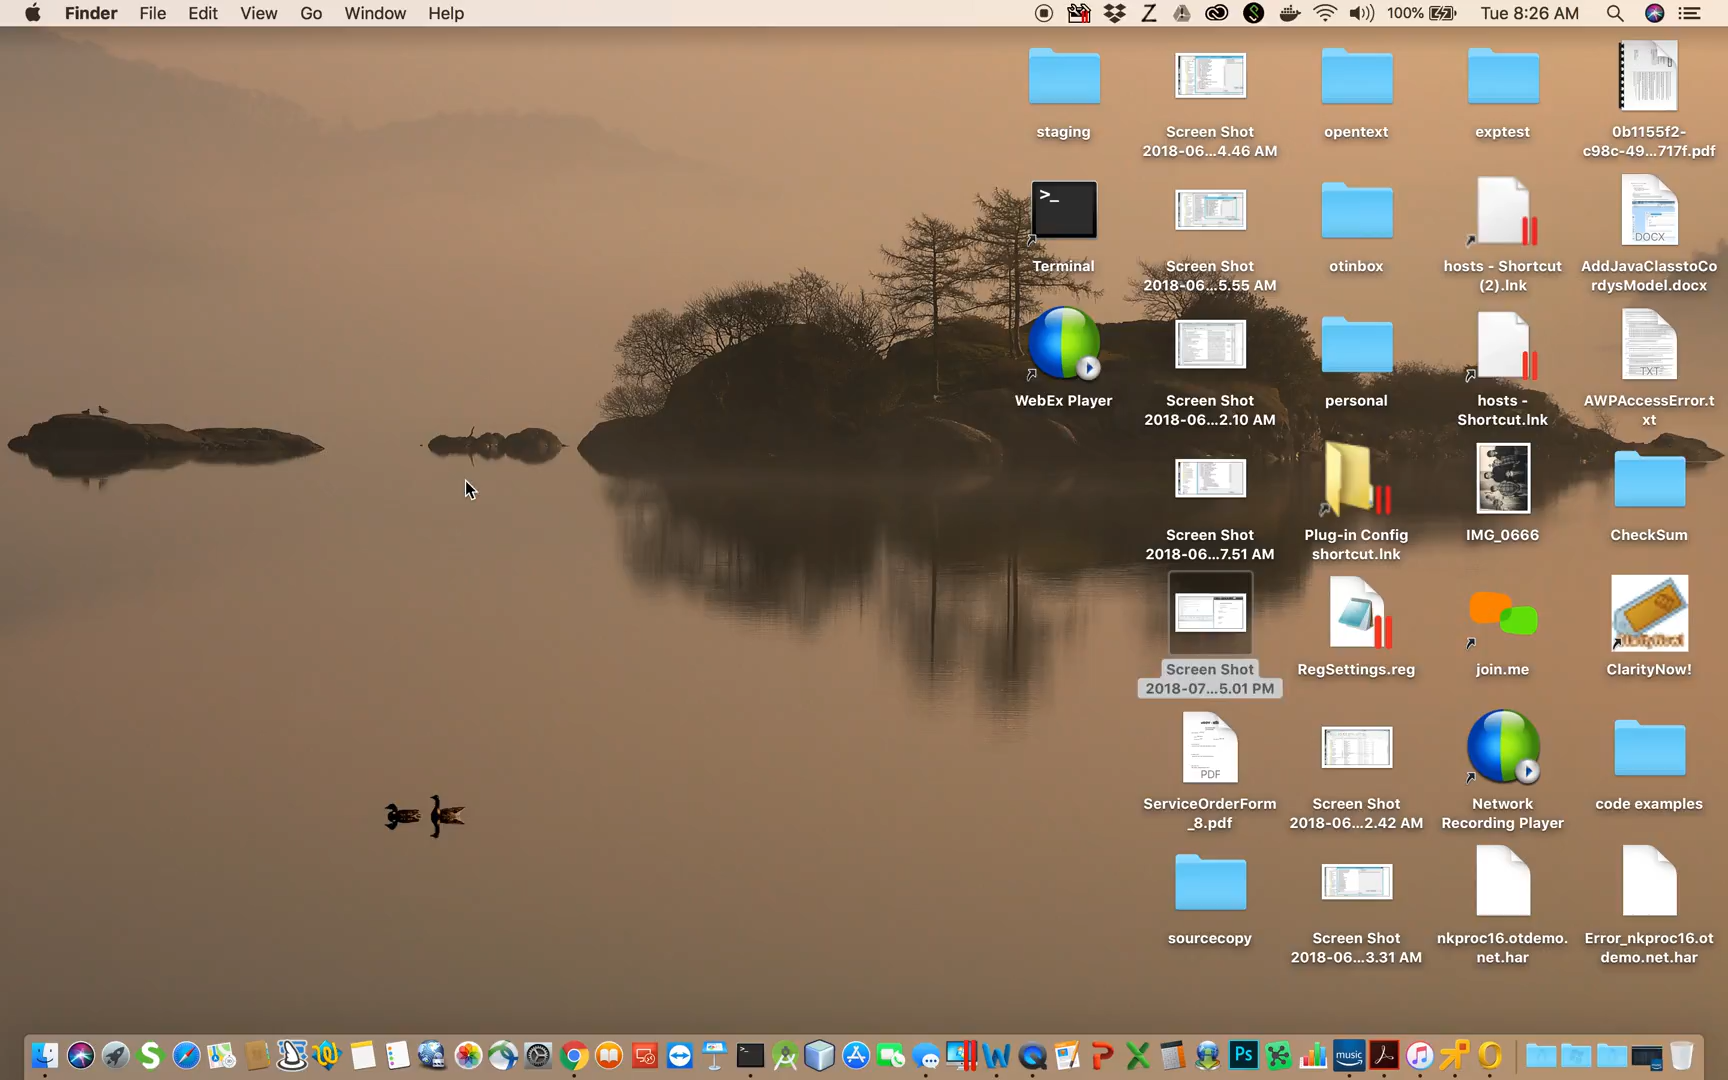 Finder File Edit View Go Window Help 100% Tue 8:26 AM
staging
Screen Shot
2018-06...4.46 AM
opentext
exptest
0b1155f2-
c98c-49...717f.pdf
>_
Terminal
Screen Shot
2018-06...5.55 AM
otinbox
hosts - Shortcut
(2).lnk
DOCX
AddJavaClasstoCo
rdysModel.docx
WebEx Player
Screen Shot
2018-06...2.10 AM
personal
hosts -
Shortcut.lnk
TXT
AWPAccessError.t
xt
Screen Shot
2018-06...7.51 AM
Plug-in Config
shortcut.lnk
IMG_0666
CheckSum
Screen Shot
2018-07...5.01 PM
RegSettings.reg
join.me
ClarityNow!
PDF
ServiceOrderForm
_8.pdf
Screen Shot
2018-06...2.42 AM
Network
Recording Player
code examples
sourcecopy
Screen Shot
2018-06...3.31 AM
nkproc16.otdemo.
net.har
Error_nkproc16.ot
demo.net.har
Ps
music